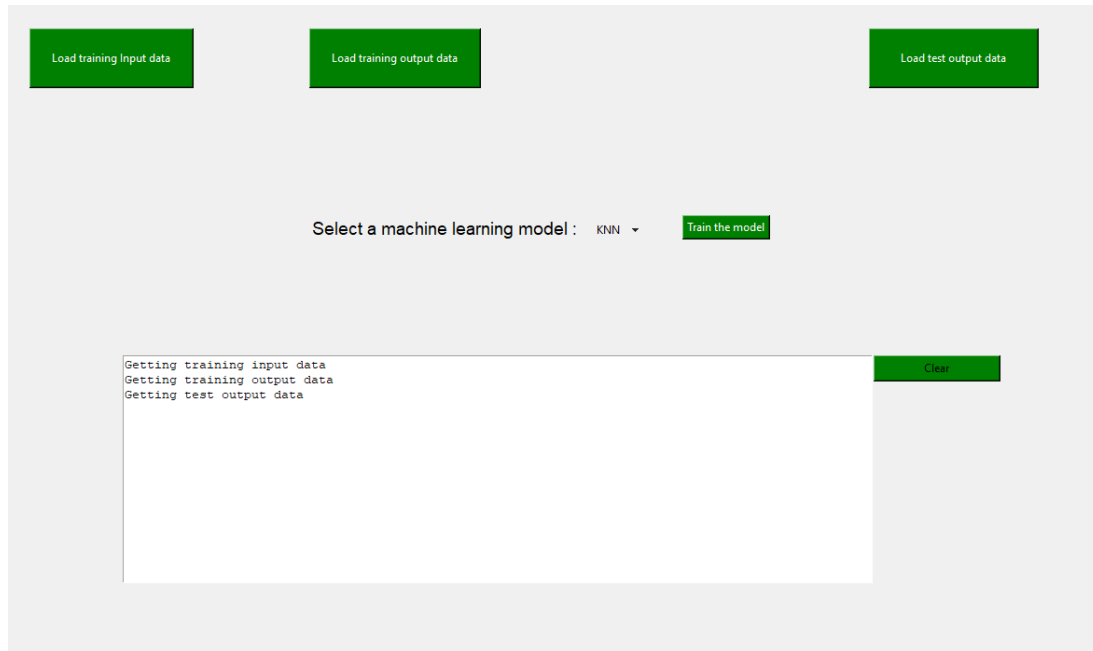 Load training Input data
Load training output data
Load test output data
Select a machine learning model :
KNN
Train the model
Getting training input data
Getting training output data
Getting test output data
Clear